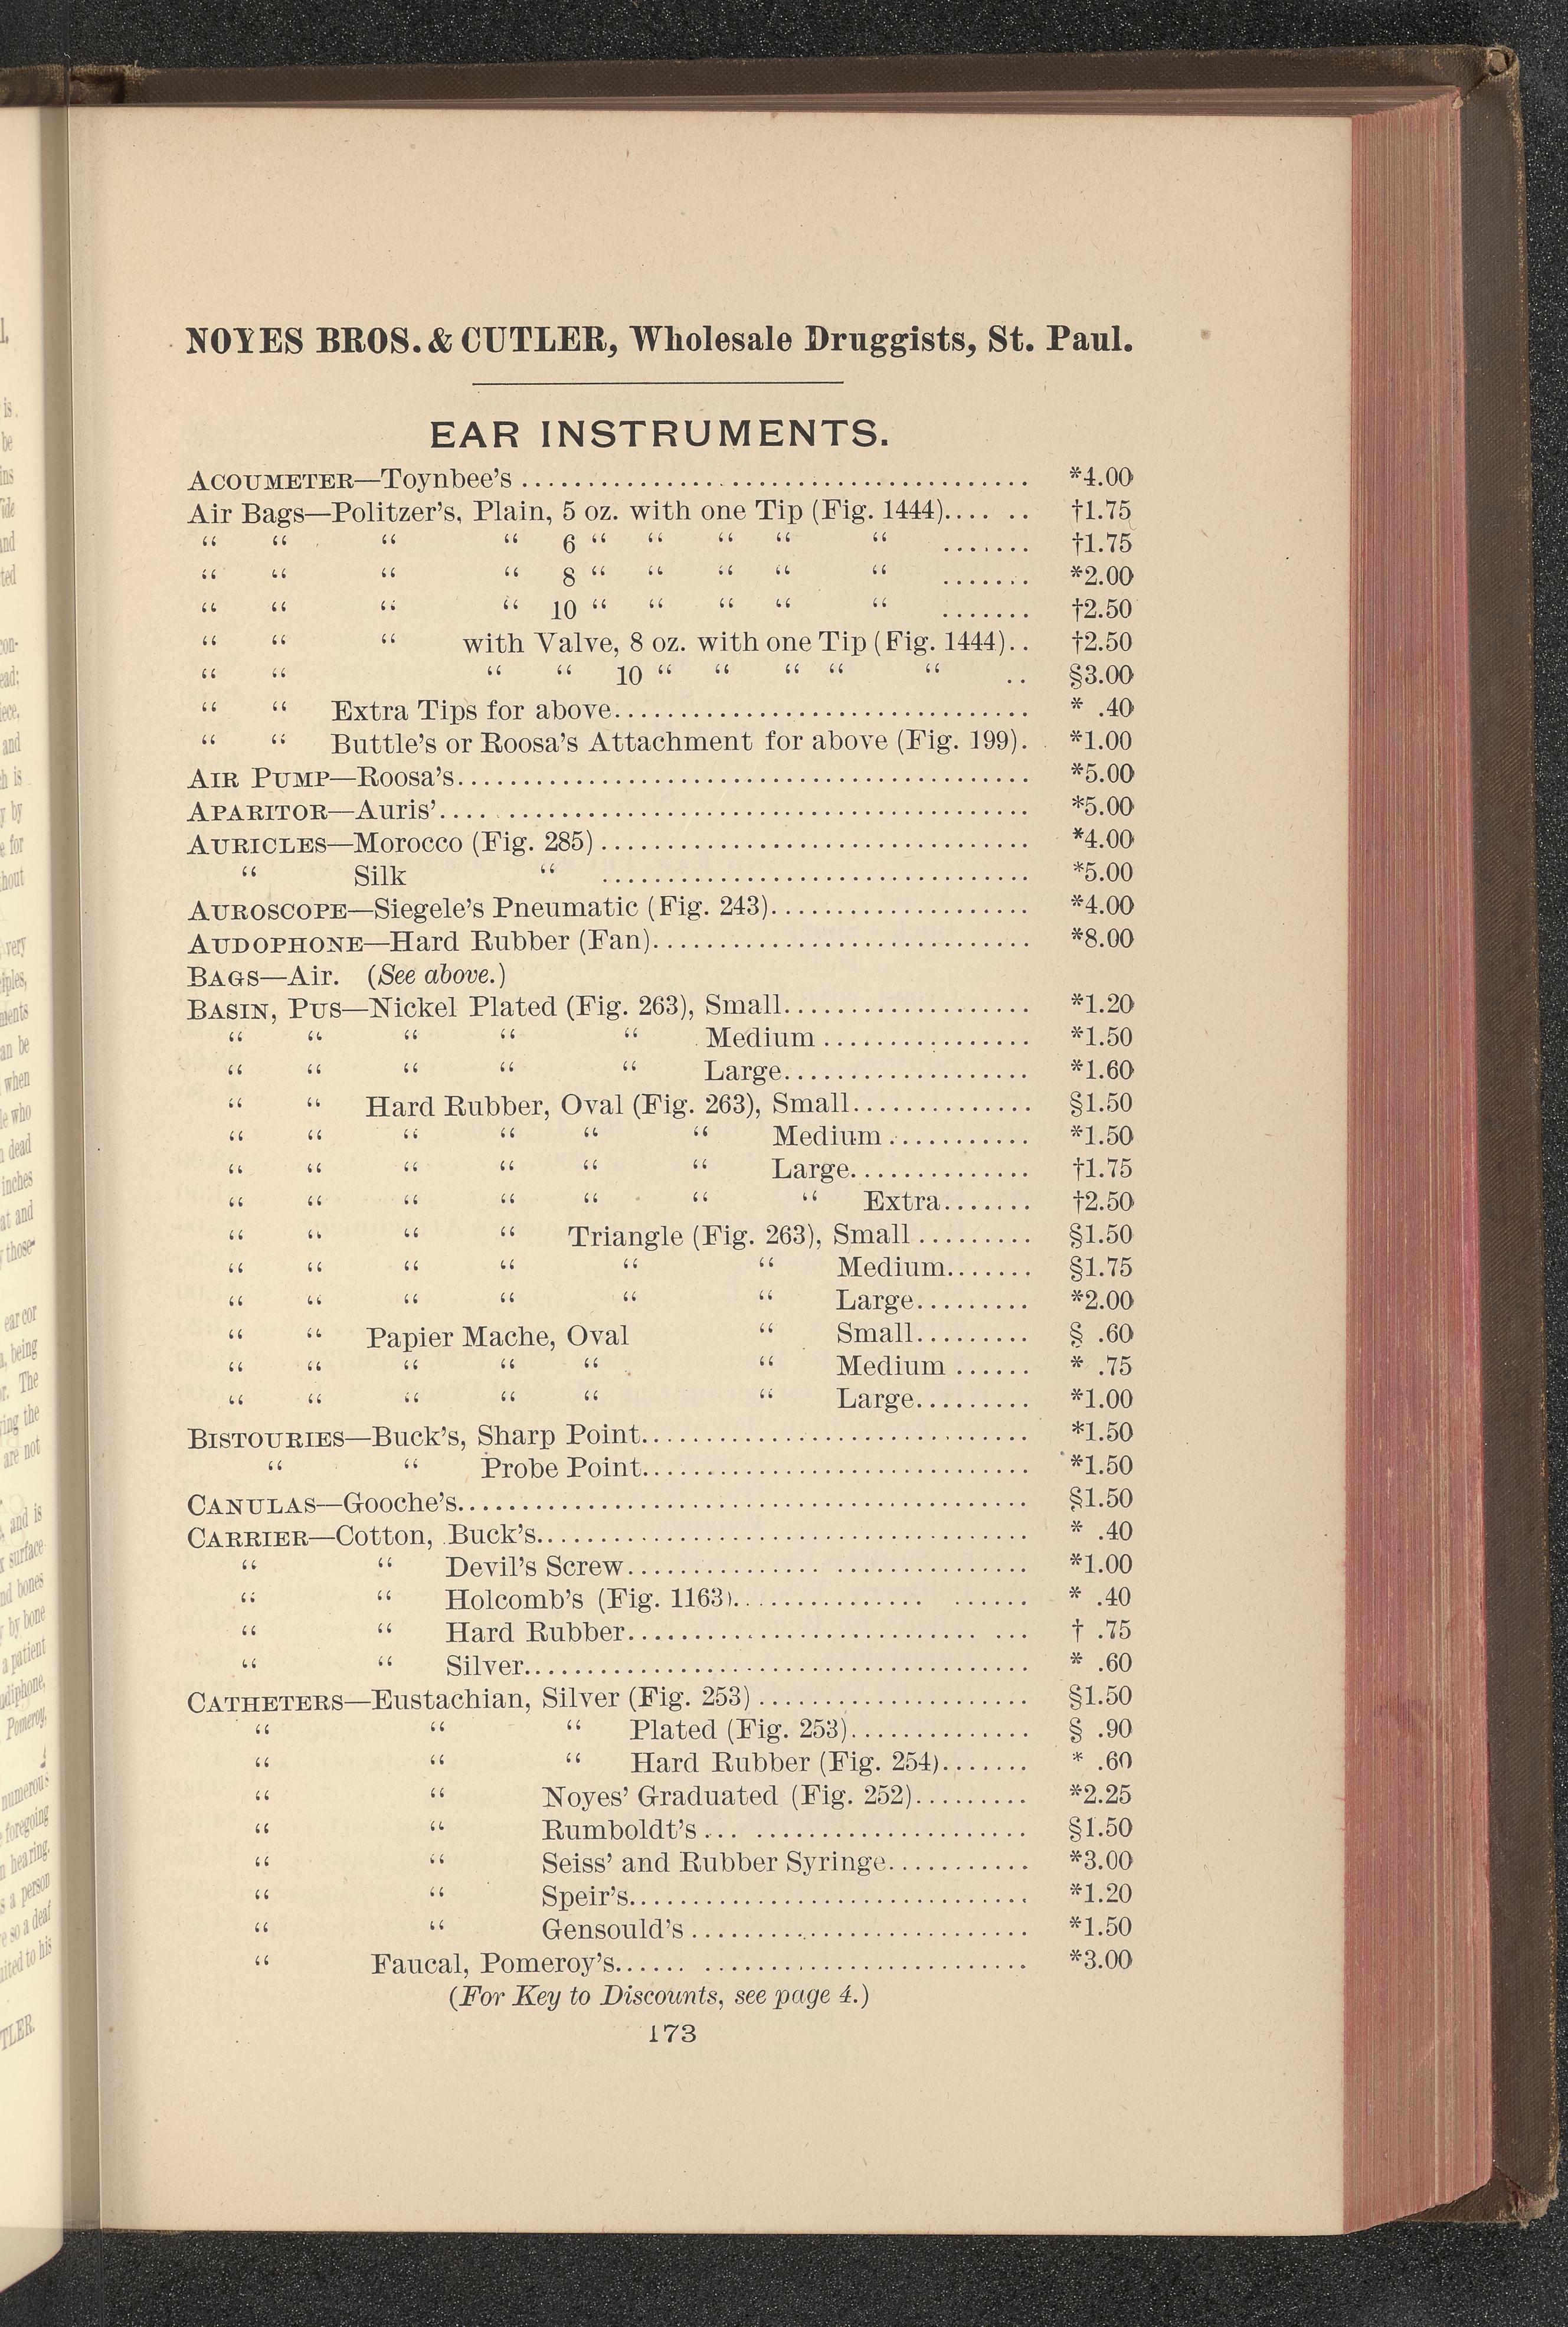 NOYES BROS. & CUTLER, Wholesale Druggists, St. Paul.
EAR INSTRUMENTS.
ACOUMETER—Toynbee's ........ *4.00
Air Bags—Politzer's, Plain, 5 oz. with one Tip (Fig. 1444).... .. †1.75
“ “ “ “ 6 “ “ “ “ “ ....... †1.75
“ “ “ “ 8 “ “ “ “ “ ....... *2.00
“ “ “ “ 10 “ “ “ “ “ ....... †2.50
“ “ “ with Valve, 8 oz. with one Tip (Fig. 1444).. †2.50
“ “ “ “ 10 “ “ “ “ “ .. §3.00
“ “ Extra Tips for above........ * .40
“ “ Buttle's or Roosa's Attachment for above (Fig. 199). *1.00
AIR PUMP—Roosa's........ *5.00
APARITOR—Auris'........ *5.00
AURICLES—Morocco (Fig. 285)........ *4.00
“ Silk “ ........ *5.00
AUROSCOPE—Siegele's Pneumatic (Fig. 243)........ *4.00
AUDOPHONE—Hard Rubber (Fan)........ *8.00
BAGS—Air. (See above.)
BASIN, PUS—Nickel Plated (Fig. 263), Small........ *1.20
“ “ “ “ “ Medium ........ *1.50
“ “ “ “ “ Large........ *1.60
“ “ Hard Rubber, Oval (Fig. 263), Small........ §1.50
“ “ “ “ “ “ Medium ........ *1.50
“ “ “ “ “ “ Large........ †1.75
“ “ “ “ “ “ “ Extra....... †2.50
“ “ “ “ Triangle (Fig. 263), Small ........ §1.50
“ “ “ “ “ “ Medium....... §1.75
“ “ “ “ “ “ Large........ *2.00
“ “ Papier Mache, Oval “ Small........ § .60
“ “ “ “ “ “ Medium ...... * .75
“ “ “ “ “ “ Large........ *1.00
BISTOURIES—Buck's, Sharp Point........ *1.50
“ “ Probe Point........ *1.50
CANULAS—Gooche's........ §1.50
CARRIER—Cotton, Buck's........ * .40
“ “ Devil's Screw........ *1.00
“ “ Holcomb's (Fig. 1163)........ * .40
“ “ Hard Rubber........ † .75
“ “ Silver........ * .60
CATHETERS—Eustachian, Silver (Fig. 253) ........ §1.50
“ “ “ Plated (Fig. 253)........ § .90
“ “ “ Hard Rubber (Fig. 254)....... * .60
“ “ Noyes' Graduated (Fig. 252)........ *2.25
“ “ Rumboldt's ........ §1.50
“ “ Seiss' and Rubber Syringe........ *3.00
“ “ Speir's........ *1.20
“ “ Gensould's ........ *1.50
“ Faucal, Pomeroy's........ *3.00
(For Key to Discounts, see page 4.)
173